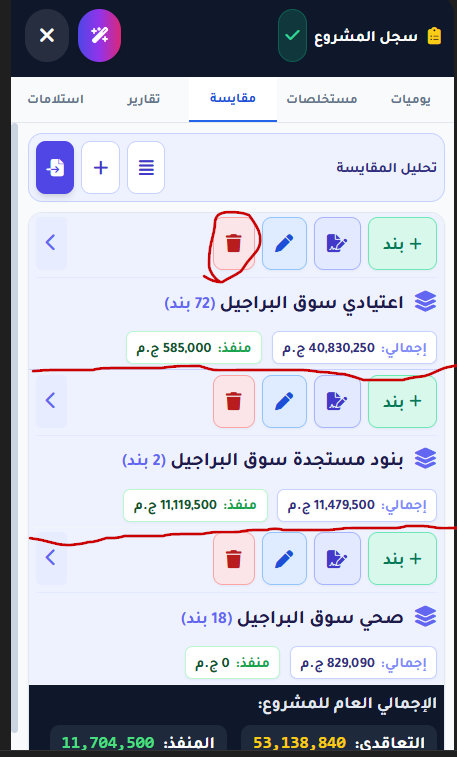 سجل المشروع
يوميات مستخلصات مقايسة تقارير استلامات
تحليل المقايسة
+ بند
اعتيادي سوق البراجيل (72 بند)
إجمالي: 40,830,250 ج.م منفذ: 585,000 ج.م
+ بند
بنود مستجدة سوق البراجيل (2 بند)
إجمالي: 11,479,500 ج.م منفذ: 11,119,500 ج.م
+ بند
صحي سوق البراجيل (18 بند)
إجمالي: 829,090 ج.م منفذ: 0 ج.م
الإجمالي العام للمشروع:
التعاقدي: 53,138,840 المنفذ: 11,704,500